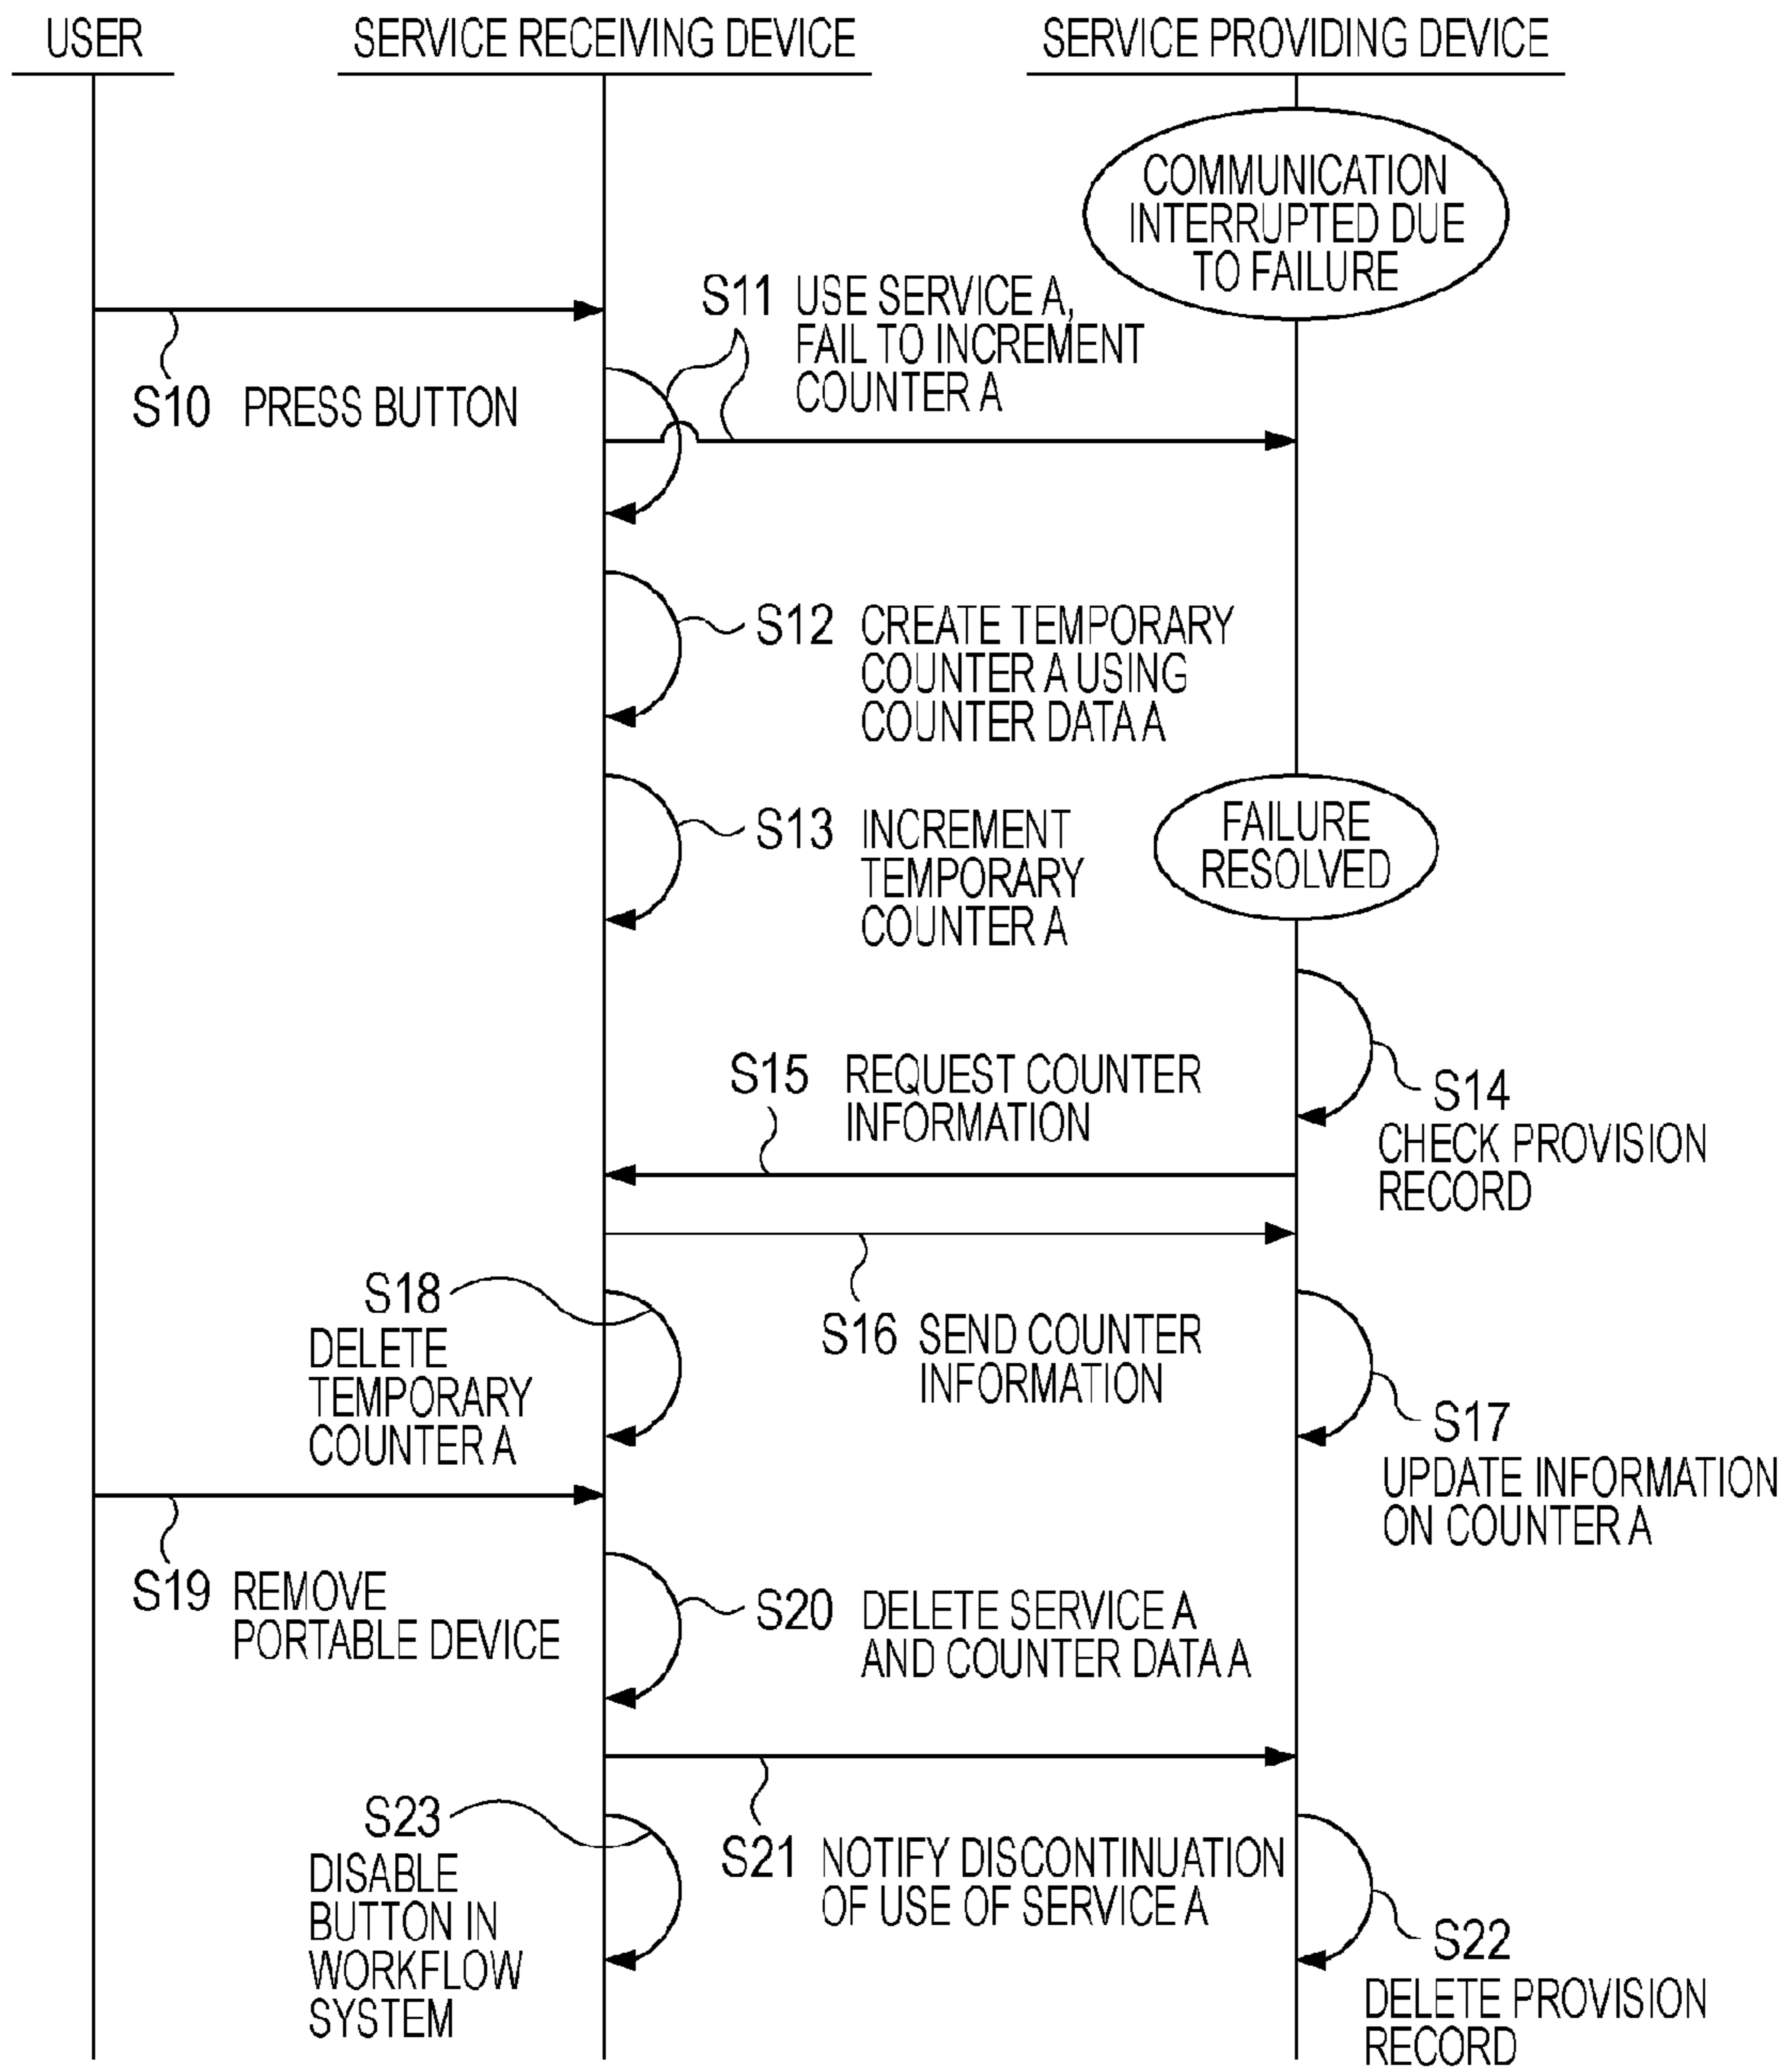 USER
SERVICE RECEIVING DEVICE
SERVICE PROVIDING DEVICE
COMMUNICATION
INTERRUPTED DUE
TO FAILURE
S10 PRESS BUTTON
S11 USE SERVICE A,
FAIL TO INCREMENT
COUNTER A
S12 CREATE TEMPORARY
COUNTER A USING
COUNTER DATA A
S13 INCREMENT
TEMPORARY
COUNTER A
FAILURE
RESOLVED
S14
CHECK PROVISION
RECORD
S15 REQUEST COUNTER
INFORMATION
S16 SEND COUNTER
INFORMATION
S17
UPDATE INFORMATION
ON COUNTER A
S18
DELETE
TEMPORARY
COUNTER A
S19 REMOVE
PORTABLE DEVICE
S20 DELETE SERVICE A
AND COUNTER DATA A
S21 NOTIFY DISCONTINUATION
OF USE OF SERVICE A
S22
DELETE PROVISION
RECORD
S23
DISABLE
BUTTON IN
WORKFLOW
SYSTEM